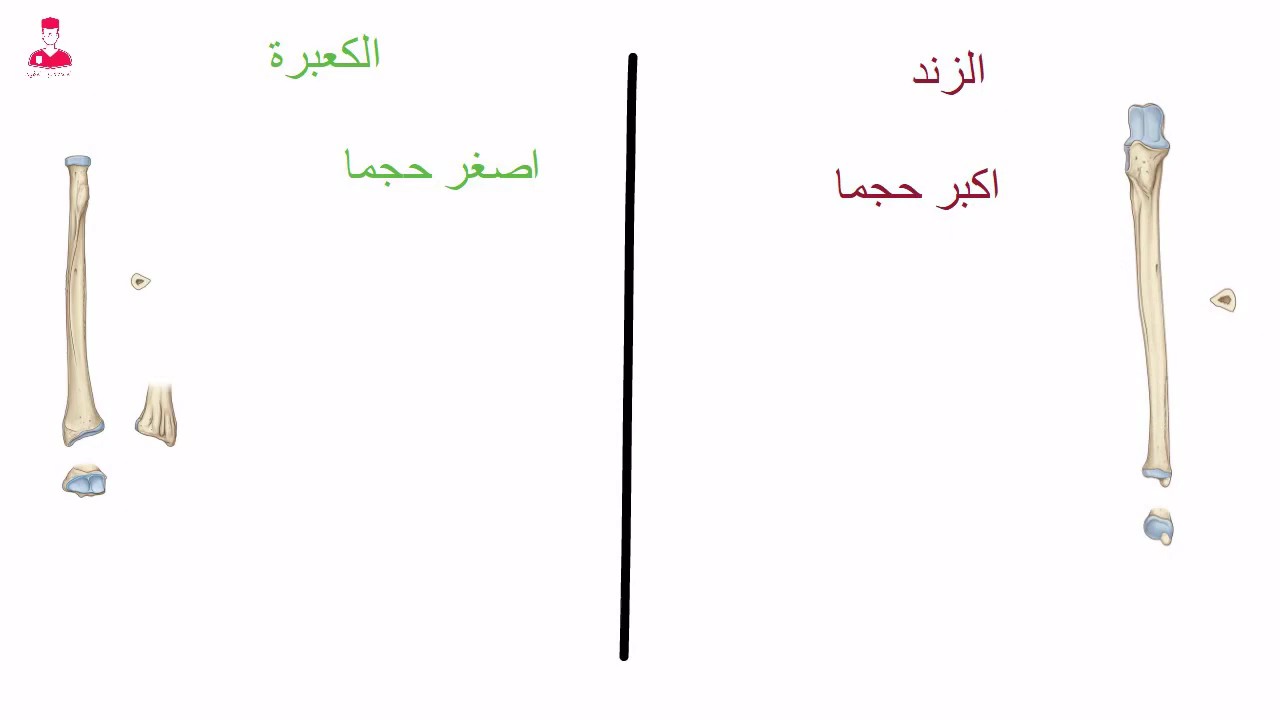 الزند
اكبر حجما
الكعبرة
اصغر حجما